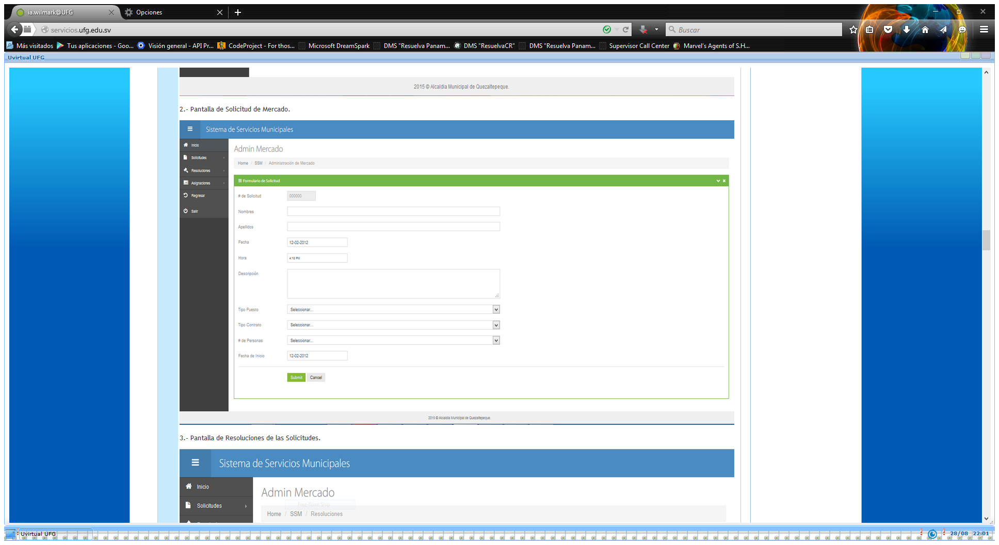 ia.wilmark@UFG
Opciones
servicios.ufg.edu.sv
Buscar
Más visitados
Tus aplicaciones - Goo...
Visión general - API Pr...
CodeProject - For thos...
Microsoft DreamSpark
DMS "Resuelva Panam...
DMS "ResuelvaCR"
DMS "Resuelva Panam...
Supervisor Call Center
Marvel's Agents of S.H...
Uvirtual UFG
2015 © Alcaldia Municipal de Quezaltepeque.
2.- Pantalla de Solicitud de Mercado.
Sistema de Servicios Municipales
Inicio
Solicitudes
Resoluciones
Asignaciones
Regresar
Salir
Admin Mercado
Home / SSM / Administración de Mercado
Formulario de Solicitud
# de Solicitud 000000
Nombres
Apellidos
Fecha 12-02-2012
Hora 4:18 PM
Descripción
Tipo Puesto Seleccionar...
Tipo Contrato Seleccionar...
# de Personas Seleccionar...
Fecha de Inicio 12-02-2012
Submit Cancel
2015 © Alcaldia Municipal de Quezaltepeque.
3.- Pantalla de Resoluciones de las Solicitudes.
Sistema de Servicios Municipales
Inicio
Solicitudes
Admin Mercado
Free-form Snip
Home / SSM / Resoluciones
Uvirtual UFG
28/08 22:01